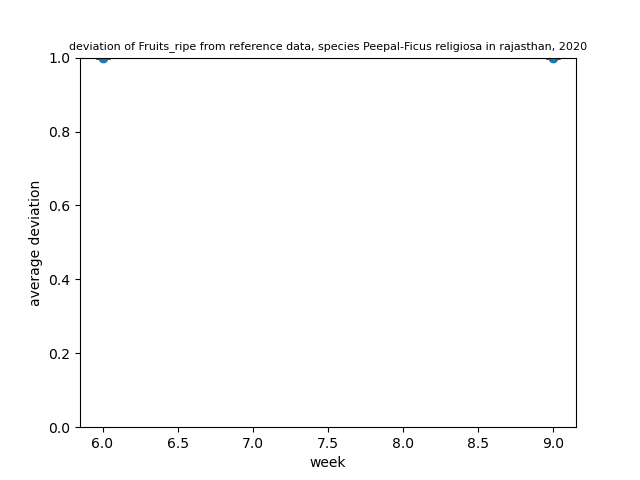 deviation of Fruits_ripe from reference data, species Peepal-Ficus religiosa in rajasthan, 2020
1.0
0.8
0.6
0.4
0.2
0.0
average deviation
6.0 6.5 7.0 7.5 8.0 8.5 9.0
week